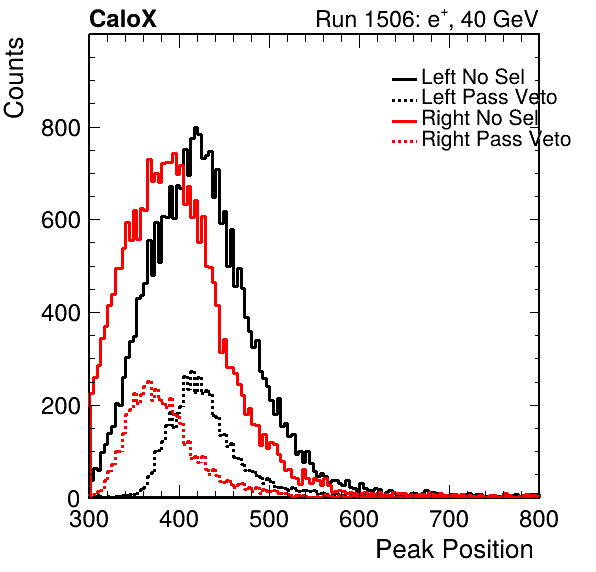 CaloX
Run 1506: e+, 40 GeV
Counts
Left No Sel
Left Pass Veto
Right No Sel
Right Pass Veto
800
600
400
200
0
300 400 500 600 700 800
Peak Position